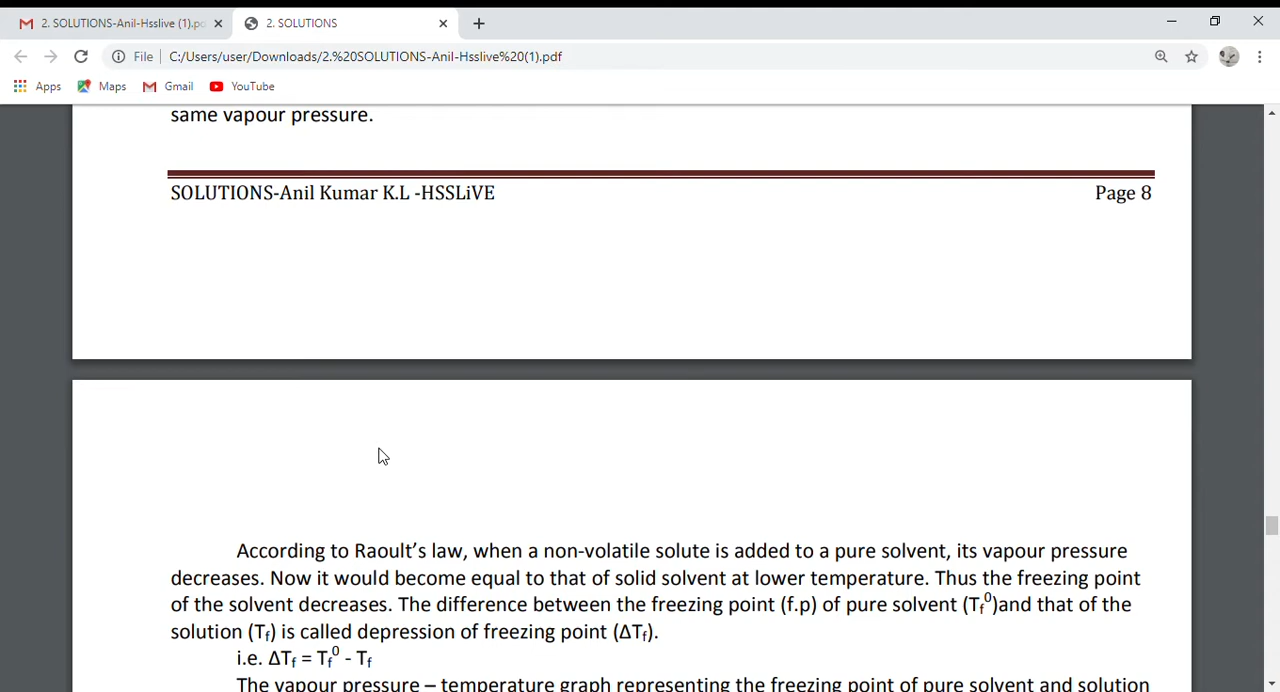 2. SOLUTIONS-Anil-Hsslive (1).pd
2. SOLUTIONS
File
C:/Users/user/Downloads/2.%20SOLUTIONS-Anil-Hsslive%20(1).pdf
Apps
Maps
Gmail
YouTube
same vapour pressure.
SOLUTIONS-Anil Kumar K.L -HSSLiVE Page 8
According to Raoult’s law, when a non-volatile solute is added to a pure solvent, its vapour pressure
decreases. Now it would become equal to that of solid solvent at lower temperature. Thus the freezing point
of the solvent decreases. The difference between the freezing point (f.p) of pure solvent (Tf0)and that of the
solution (Tf) is called depression of freezing point (ΔTf).
i.e. ΔTf = Tf0 - Tf
The vapour pressure – temperature graph representing the freezing point of pure solvent and solution